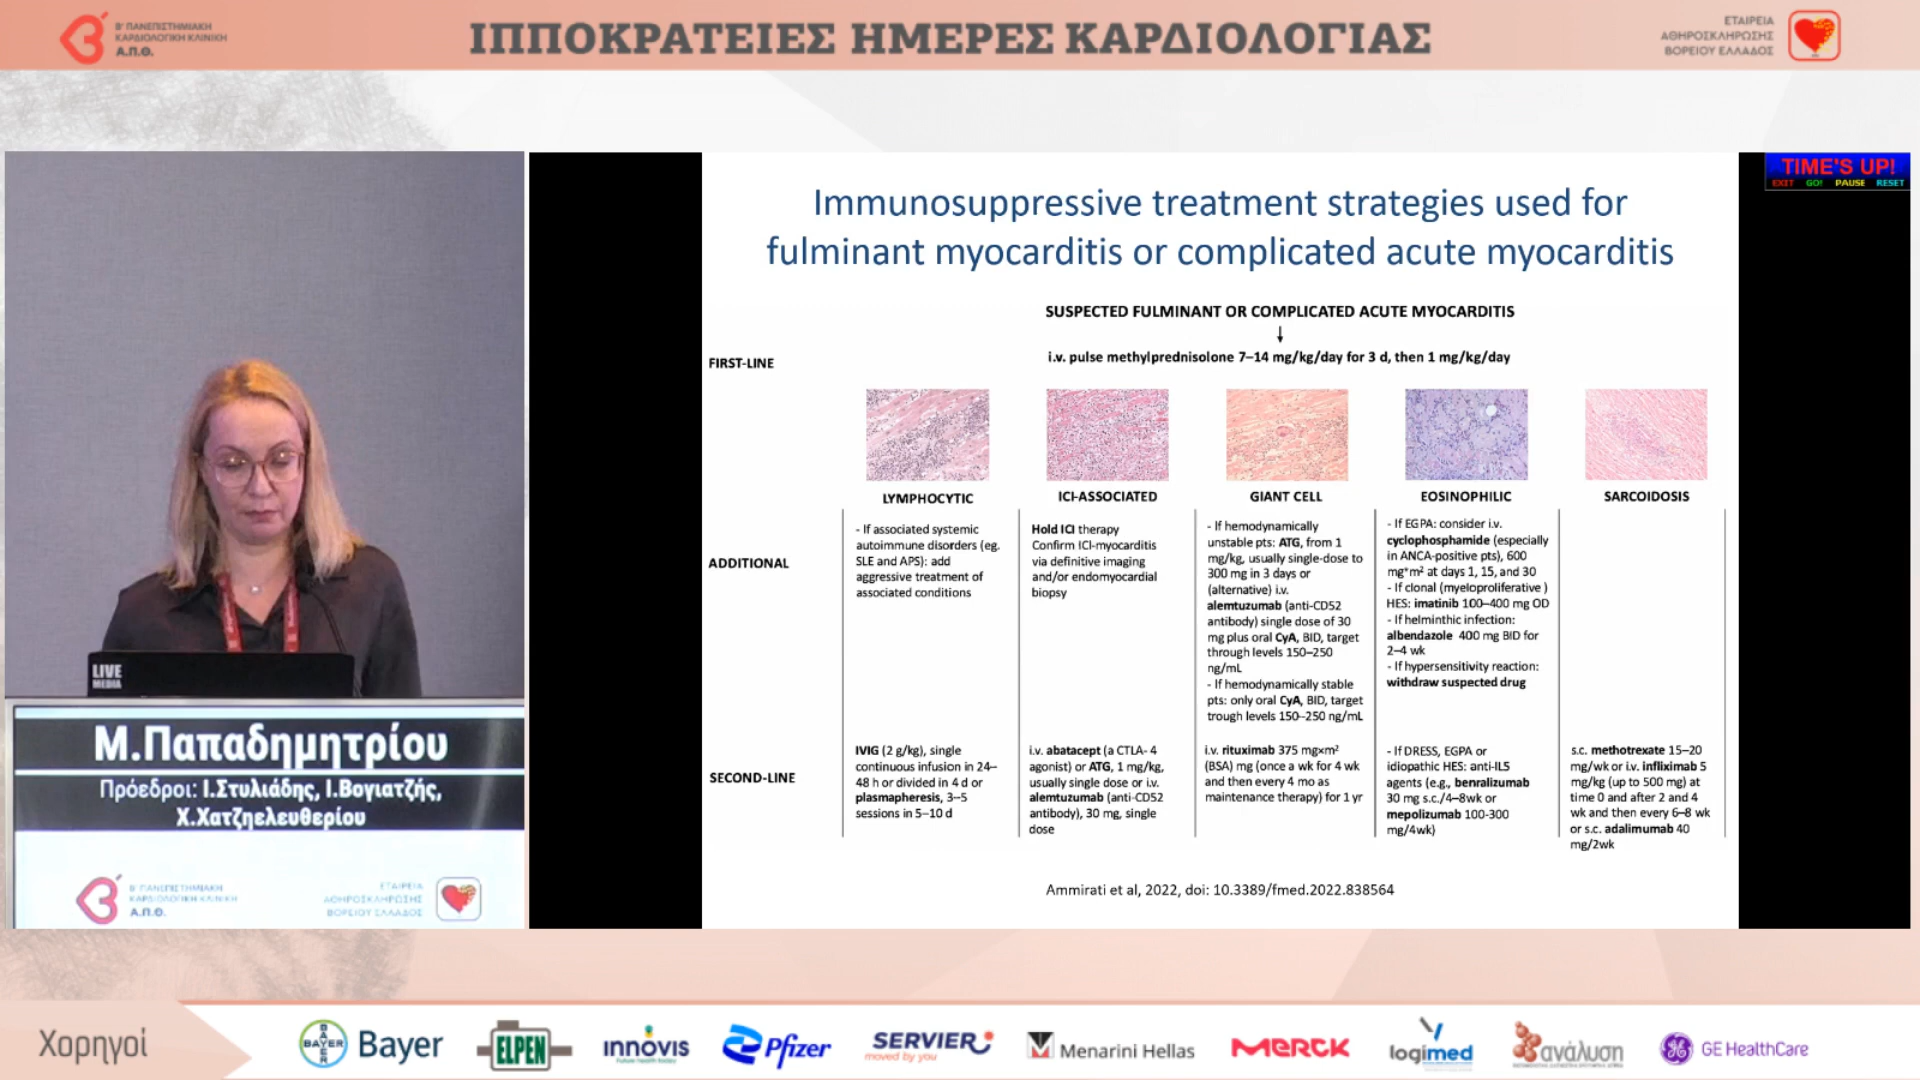 Β' ΠΑΝΕΠΙΣΤΗΜΙΑΚΗ
ΚΑΡΔΙΟΛΟΓΙΚΗ ΚΛΙΝΙΚΗ
Α.Π.Θ.
ΙΠΠΟΚΡΑΤΕΙΕΣ ΗΜΕΡΕΣ ΚΑΡΔΙΟΛΟΓΙΑΣ
ΕΤΑΙΡΕΙΑ
ΑΘΗΡΟΣΚΛΗΡΩΣΗΣ
ΒΟΡΕΙΟΥ ΕΛΛΑΔΟΣ
TIME'S UP!
EXIT GO! PAUSE RESET
Immunosuppressive treatment strategies used for
fulminant myocarditis or complicated acute myocarditis
SUSPECTED FULMINANT OR COMPLICATED ACUTE MYOCARDITIS
FIRST-LINE
i.v. pulse methylprednisolone 7–14 mg/kg/day for 3 d, then 1 mg/kg/day
LYMPHOCYTIC
ICI-ASSOCIATED
GIANT CELL
EOSINOPHILIC
SARCOIDOSIS
ADDITIONAL
- If associated systemic
autoimmune disorders (eg.
SLE and APS): add
aggressive treatment of
associated conditions
Hold ICI therapy
Confirm ICI-myocarditis
via definitive imaging
and/or endomyocardial
biopsy
- If hemodynamically
unstable pts: ATG, from 1
mg/kg, usually single-dose to
300 mg in 3 days or
(alternative) i.v.
alemtuzumab (anti-CD52
antibody) single dose of 30
mg plus oral CyA, BID, target
through levels 150–250
ng/mL
- If hemodynamically stable
pts: only oral CyA, BID, target
trough levels 150–250 ng/mL
- If EGPA: consider i.v.
cyclophosphamide (especially
in ANCA-positive pts), 600
mg*m² at days 1, 15, and 30
- If clonal (myeloproliferative )
HES: imatinib 100–400 mg OD
- If helminthic infection:
albendazole 400 mg BID for
2–4 wk
- If hypersensitivity reaction:
withdraw suspected drug
SECOND-LINE
IVIG (2 g/kg), single
continuous infusion in 24–
48 h or divided in 4 d or
plasmapheresis, 3–5
sessions in 5–10 d
i.v. abatacept (a CTLA- 4
agonist) or ATG, 1 mg/kg,
usually single dose or i.v.
alemtuzumab (anti-CD52
antibody), 30 mg, single
dose
i.v. rituximab 375 mg×m²
(BSA) mg (once a wk for 4 wk
and then every 4 mo as
maintenance therapy) for 1 yr
- If DRESS, EGPA or
idiopathic HES: anti-IL5
agents (e.g., benralizumab
30 mg s.c./4–8wk or
mepolizumab 100-300
mg/4wk)
s.c. methotrexate 15–20
mg/wk or i.v. infliximab 5
mg/kg (up to 500 mg) at
time 0 and after 2 and 4
wk and then every 6–8 wk
or s.c. adalimumab 40
mg/2wk
Ammirati et al, 2022, doi: 10.3389/fmed.2022.838564
LIVE
MEDIA
Μ.Παπαδημητρίου
Πρόεδροι: Ι.Στυλιάδης, Ι.Βογιατζής,
Χ.Χατζηελευθερίου
Β' ΠΑΝΕΠΙΣΤΗΜΙΑΚΗ
ΚΑΡΔΙΟΛΟΓΙΚΗ ΚΛΙΝΙΚΗ
Α.Π.Θ.
ΕΤΑΙΡΕΙΑ
ΑΘΗΡΟΣΚΛΗΡΩΣΗΣ
ΒΟΡΕΙΟΥ ΕΛΛΑΔΟΣ
Χορηγοί
BAYER
BAYER
Bayer
ELPEN
innovis
Future health today
Pfizer
SERVIER
moved by you
Menarini Hellas
MERCK
logimed
ανάλυση
GE HealthCare